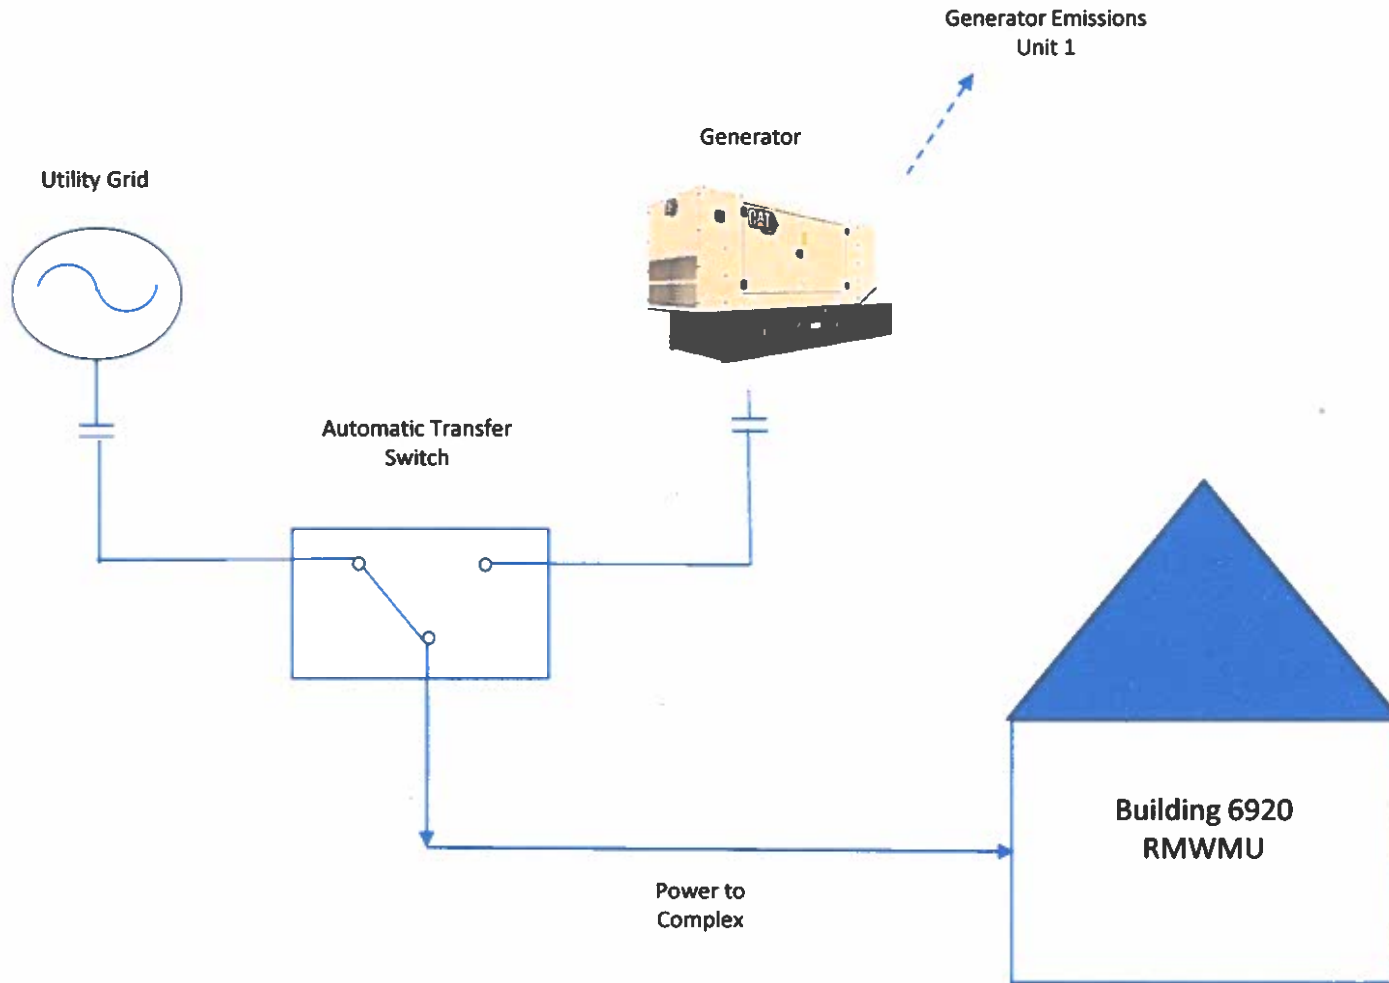 Generator Emissions
Unit 1
Generator
Utility Grid
CAT
Automatic Transfer
Switch
Building 6920
RMWMU
Power to
Complex